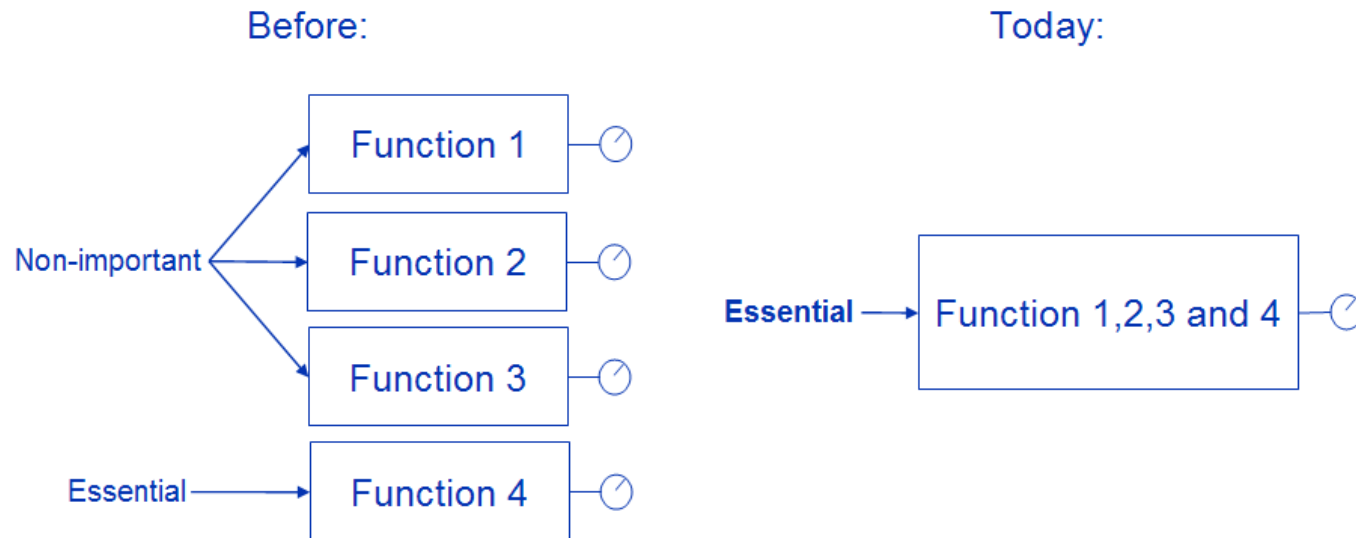 Before:
Today:
Function 1
Non-important
Function 2
Essential
Function 1,2,3 and 4
Function 3
Essential
Function 4